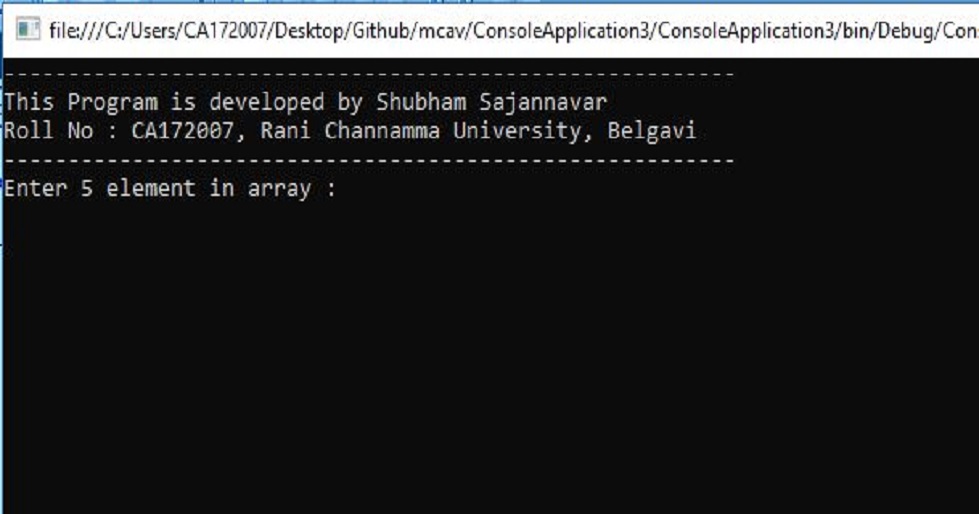 file:///C:/Users/CA172007/Desktop/Github/mcav/ConsoleApplication3/ConsoleApplication3/bin/Debug/Con
---------------------------------------------------------
This Program is developed by Shubham Sajannavar
Roll No : CA172007, Rani Channamma University, Belgavi
---------------------------------------------------------
Enter 5 element in array :